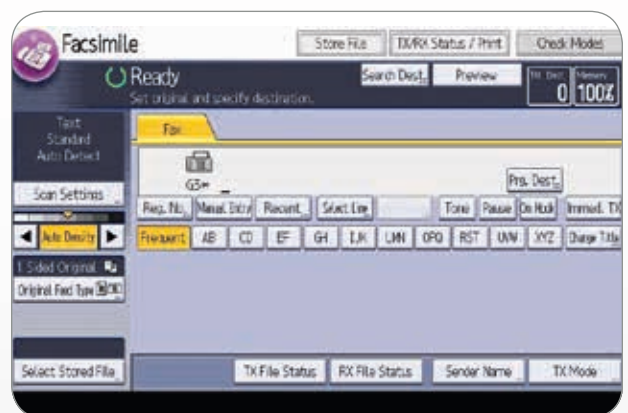 Facsimile
Store File TX/RX Status / Print Check Modes
Ready
Search Dest. Preview
Ttl. Dest. Memory
0 100%
Set original and specify destination.
Text
Standard
Auto Detect
Fax
G3
Prg. Dest.
Scan Settings
Reg. No. Manual Entry Recent Select Line Tone Pause On Hook Immed. TX
Auto Density
Frequent AB CD EF GH IJK LMN OPQ RST UVW XYZ Change Title
1 Sided Original
Original Feed Type
Select Stored File
TX File Status RX File Status Sender Name TX Mode